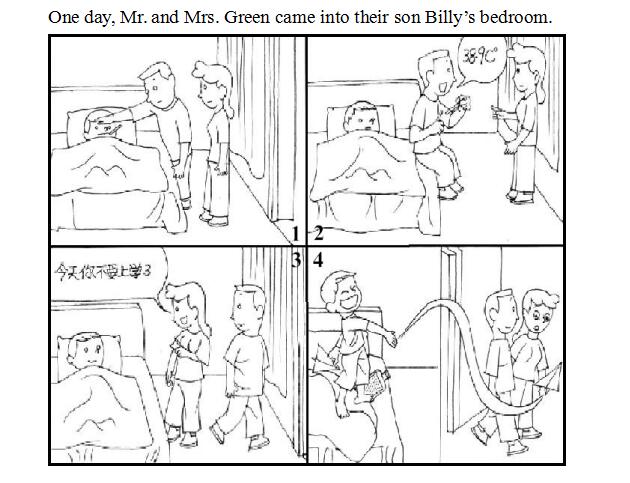 One day, Mr. and Mrs. Green came into their son Billy’s bedroom.
38.9C°
1
2
3
4
今天你不要上学了